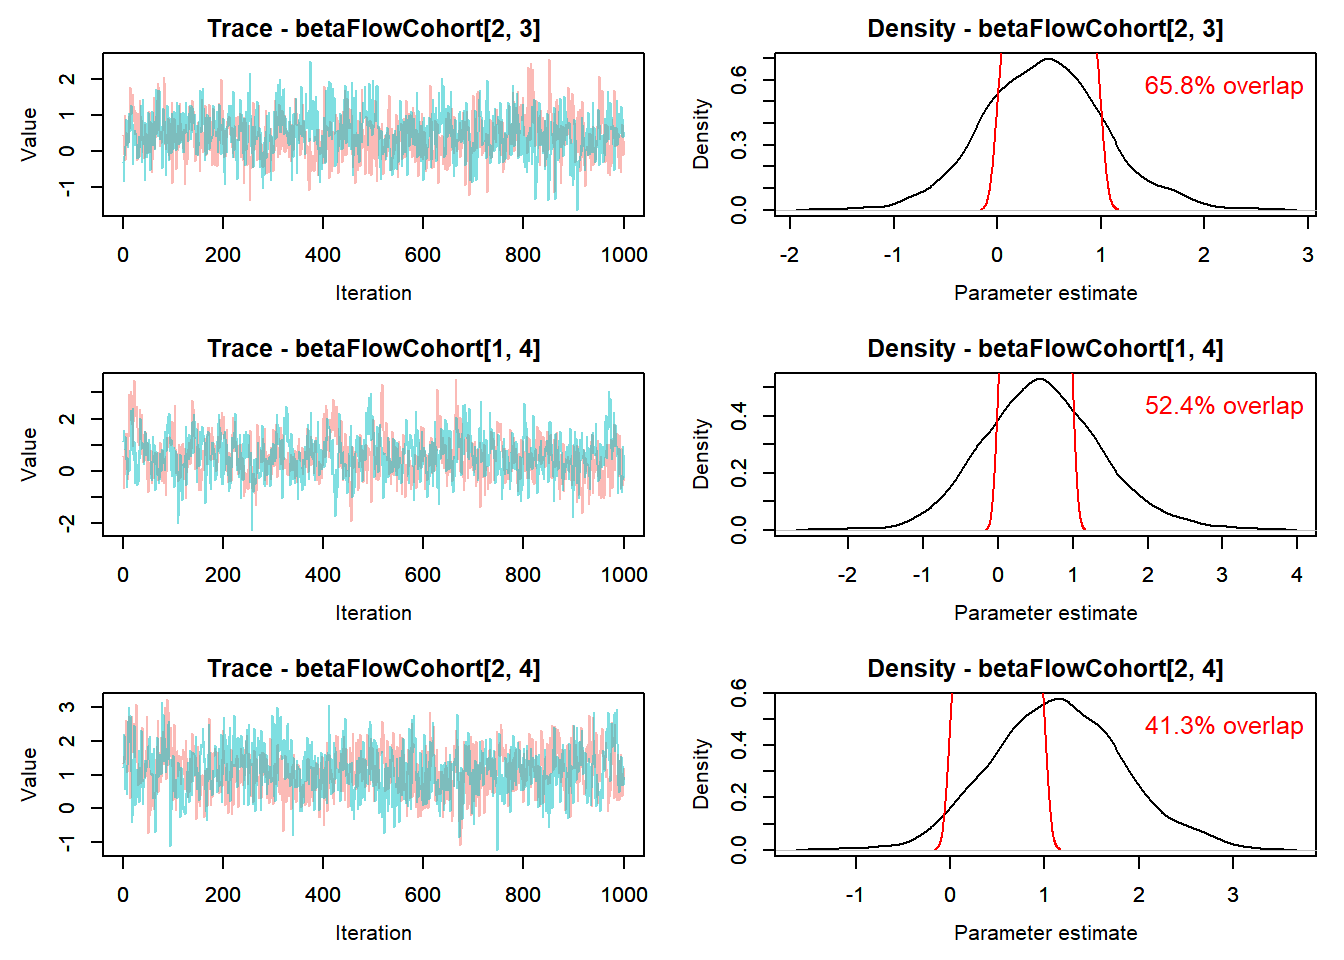 Trace - betaFlowCohort[2, 3]
Value
-1 0 1 2
0 200 400 600 800 1000
Iteration
Density - betaFlowCohort[2, 3]
65.8% overlap
Density
0.0 0.3 0.6
-2 -1 0 1 2 3
Parameter estimate
Trace - betaFlowCohort[1, 4]
Value
-2 0 2
0 200 400 600 800 1000
Iteration
Density - betaFlowCohort[1, 4]
52.4% overlap
Density
0.0 0.2 0.4
-2 -1 0 1 2 3 4
Parameter estimate
Trace - betaFlowCohort[2, 4]
Value
-1 0 1 2 3
0 200 400 600 800 1000
Iteration
Density - betaFlowCohort[2, 4]
41.3% overlap
Density
0.0 0.2 0.4 0.6
-1 0 1 2 3
Parameter estimate